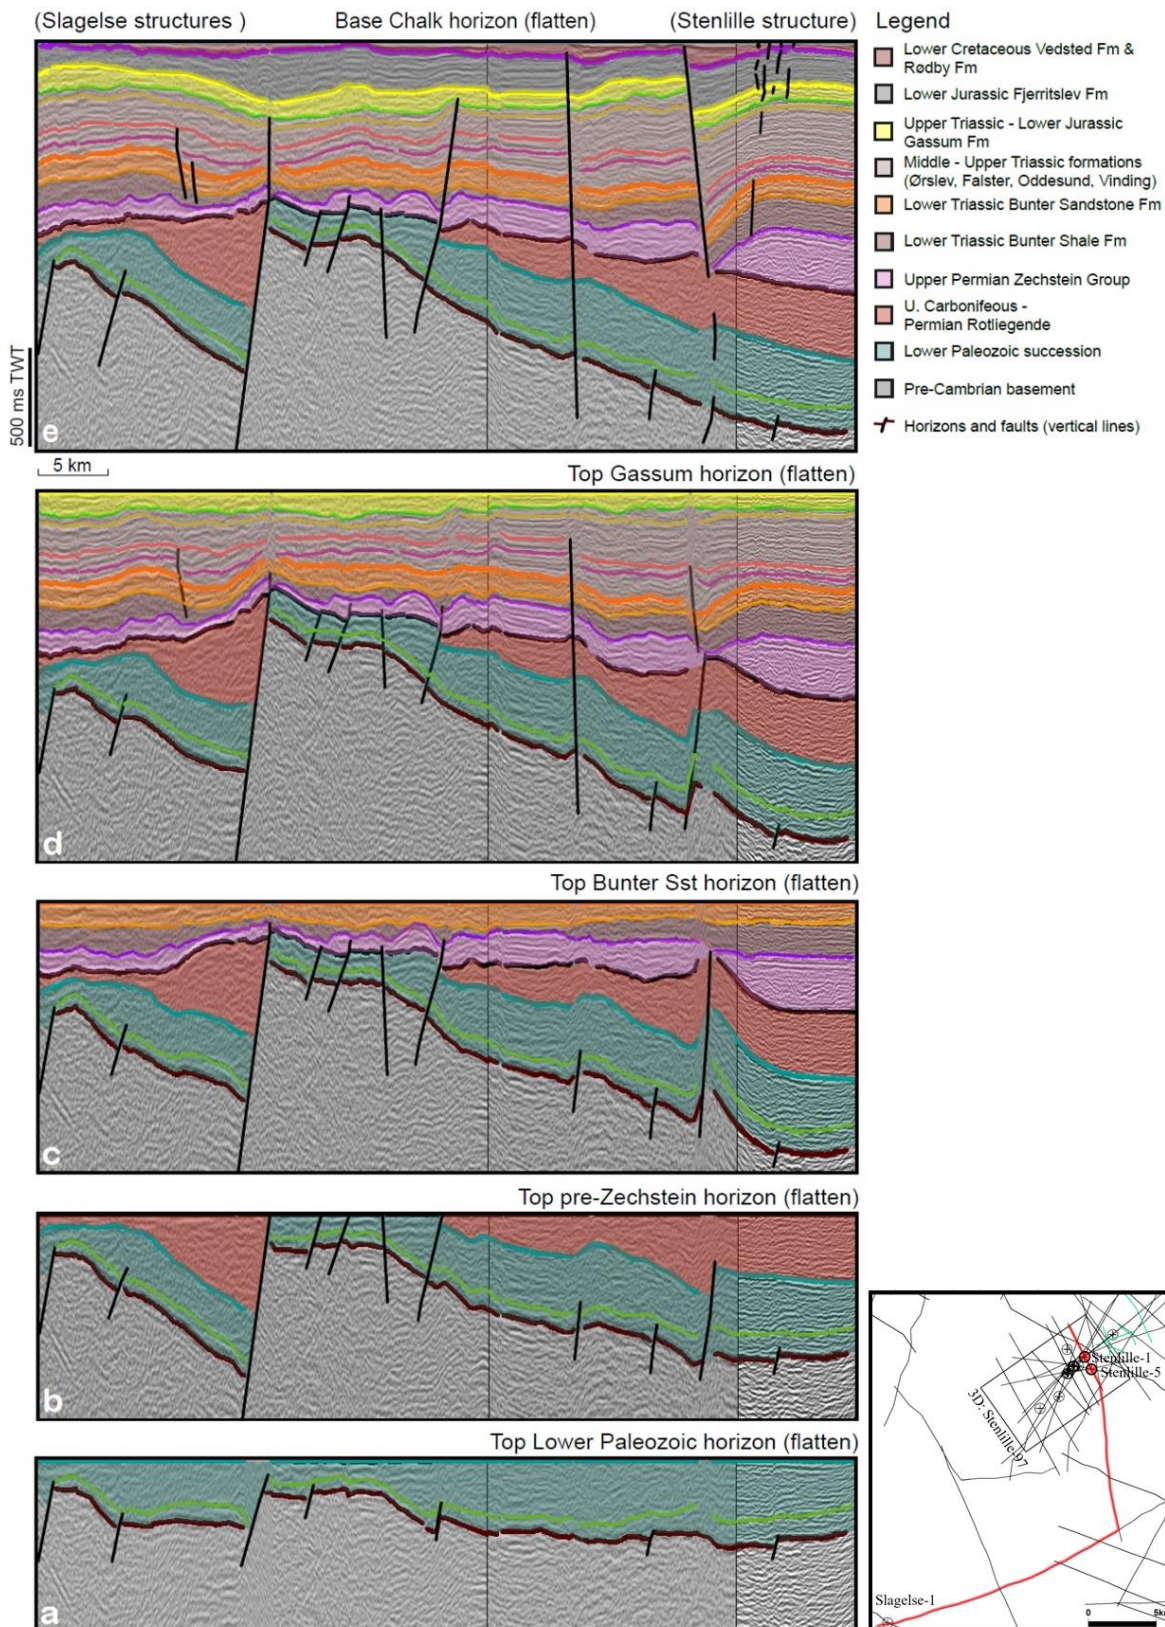 (Slagelse structures)   Base Chalk horizon (flatten)   (Stenlille structure)
Legend
Lower Cretaceous Vedsted Fm &
Rødby Fm
Lower Jurassic Fjerritslev Fm
Upper Triassic - Lower Jurassic
Gassum Fm
Middle - Upper Triassic formations
(Ørslev, Falster, Oddesund, Vinding)
Lower Triassic Bunter Sandstone Fm
Lower Triassic Bunter Shale Fm
Upper Permian Zechstein Group
U. Carbonifeous -
Permian Rotliegende
Lower Paleozoic succession
Pre-Cambrian basement
Horizons and faults (vertical lines)
500 ms TWT
e
5 km
Top Gassum horizon (flatten)
d
Top Bunter Sst horizon (flatten)
c
Top pre-Zechstein horizon (flatten)
b
Top Lower Paleozoic horizon (flatten)
a
Stenlille-1
Stenlille-5
3D: Stenlille-97
Slagelse-1
0 5km